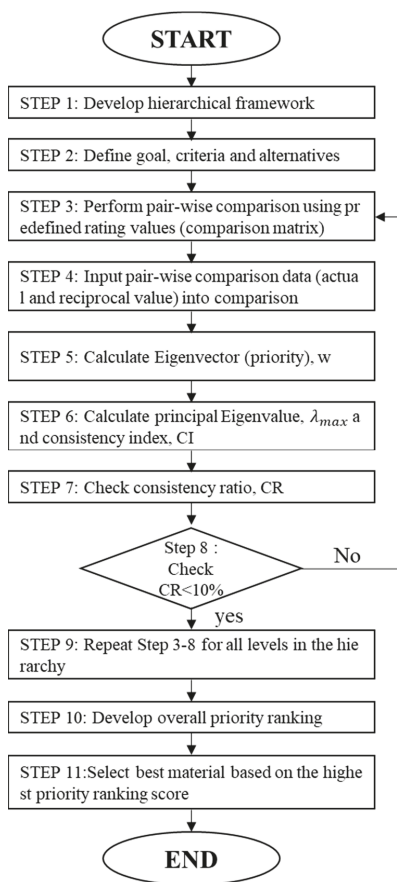 START
STEP 1: Develop hierarchical framework
STEP 2: Define goal, criteria and alternatives
STEP 3: Perform pair-wise comparison using pr
edefined rating values (comparison matrix)
STEP 4: Input pair-wise comparison data (actua
l and reciprocal value) into comparison
STEP 5: Calculate Eigenvector (priority), w
STEP 6: Calculate principal Eigenvalue, λmax a
nd consistency index, CI
STEP 7: Check consistency ratio, CR
Step 8 :
Check
CR<10%
No
yes
STEP 9: Repeat Step 3-8 for all levels in the hie
rarchy
STEP 10: Develop overall priority ranking
STEP 11:Select best material based on the highe
st priority ranking score
END